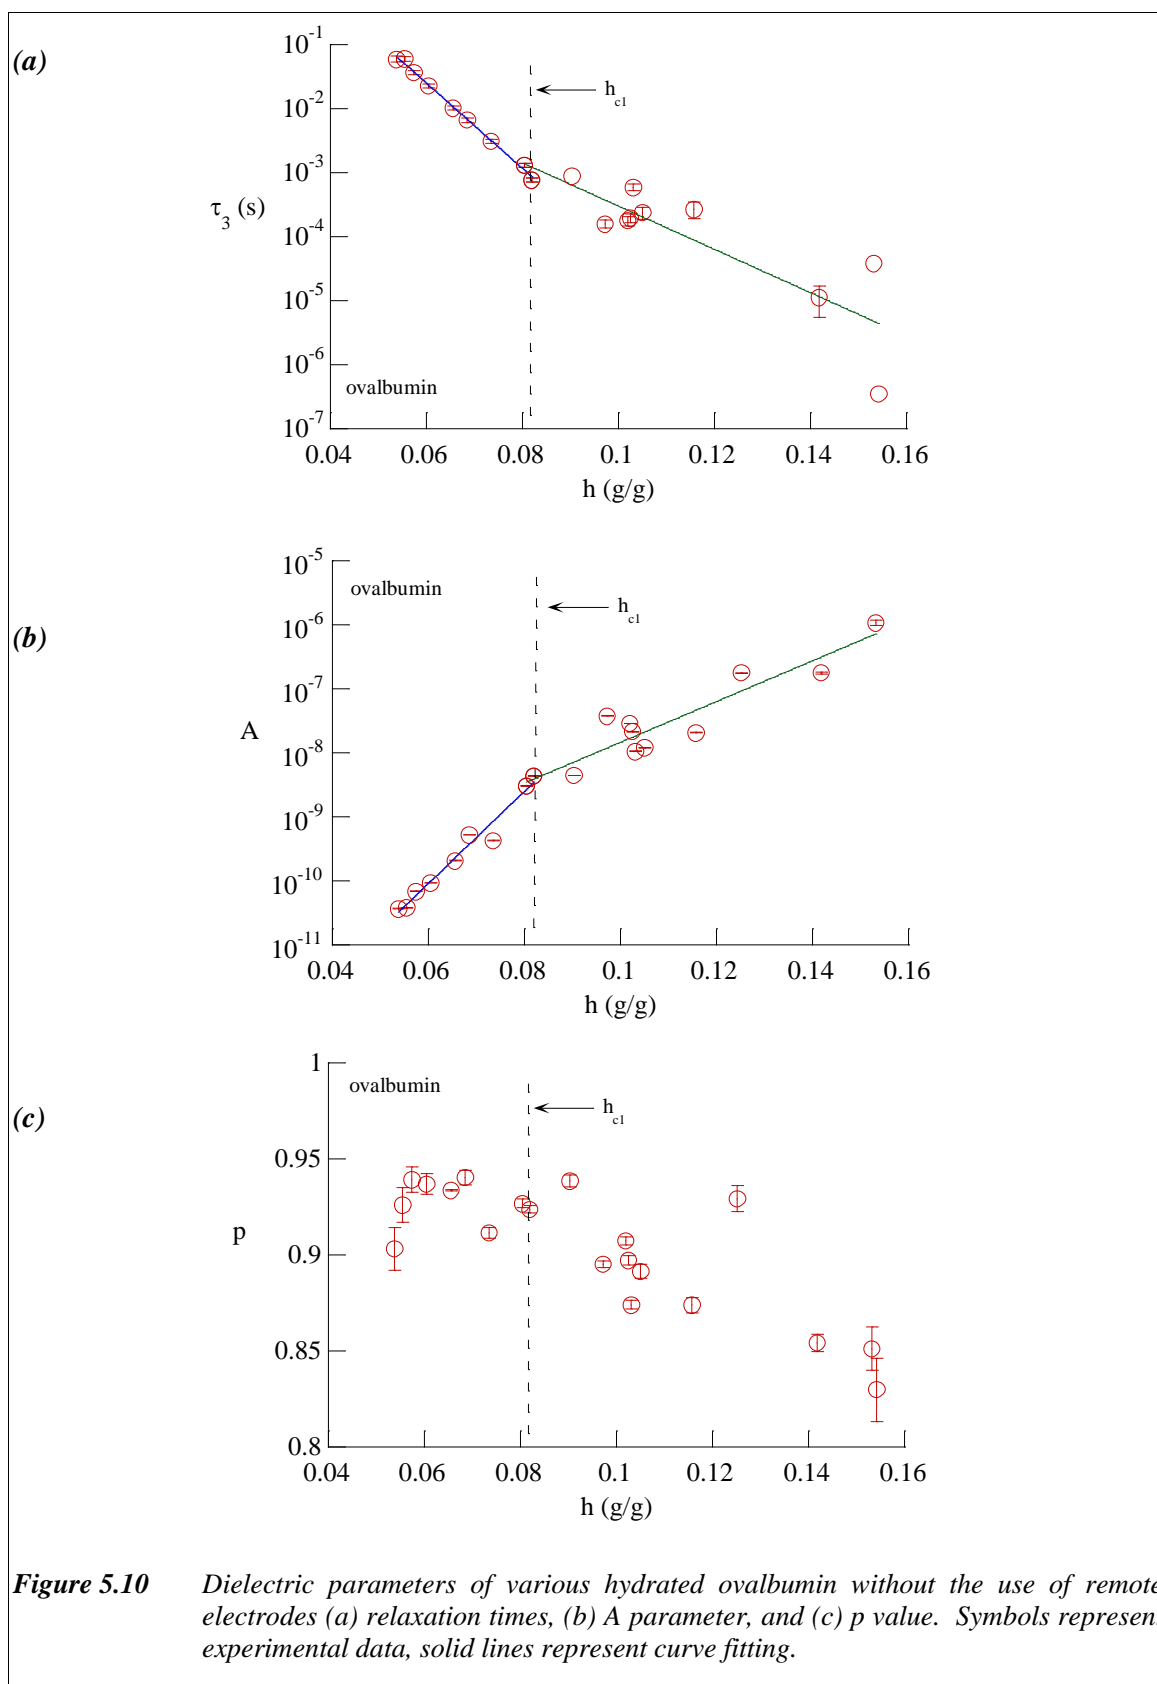 (a)
10^-1
10^-2
10^-3
10^-4
10^-5
10^-6
10^-7
τ_3 (s)
h_c1
ovalbumin
0.04 0.06 0.08 0.1 0.12 0.14 0.16
h (g/g)
(b)
10^-5
10^-6
10^-7
10^-8
10^-9
10^-10
10^-11
A
ovalbumin
h_c1
0.04 0.06 0.08 0.1 0.12 0.14 0.16
h (g/g)
(c)
1
0.95
0.9
0.85
0.8
p
ovalbumin
h_c1
0.04 0.06 0.08 0.1 0.12 0.14 0.16
h (g/g)
Figure 5.10 Dielectric parameters of various hydrated ovalbumin without the use of remote
electrodes (a) relaxation times, (b) A parameter, and (c) p value. Symbols represen
experimental data, solid lines represent curve fitting.